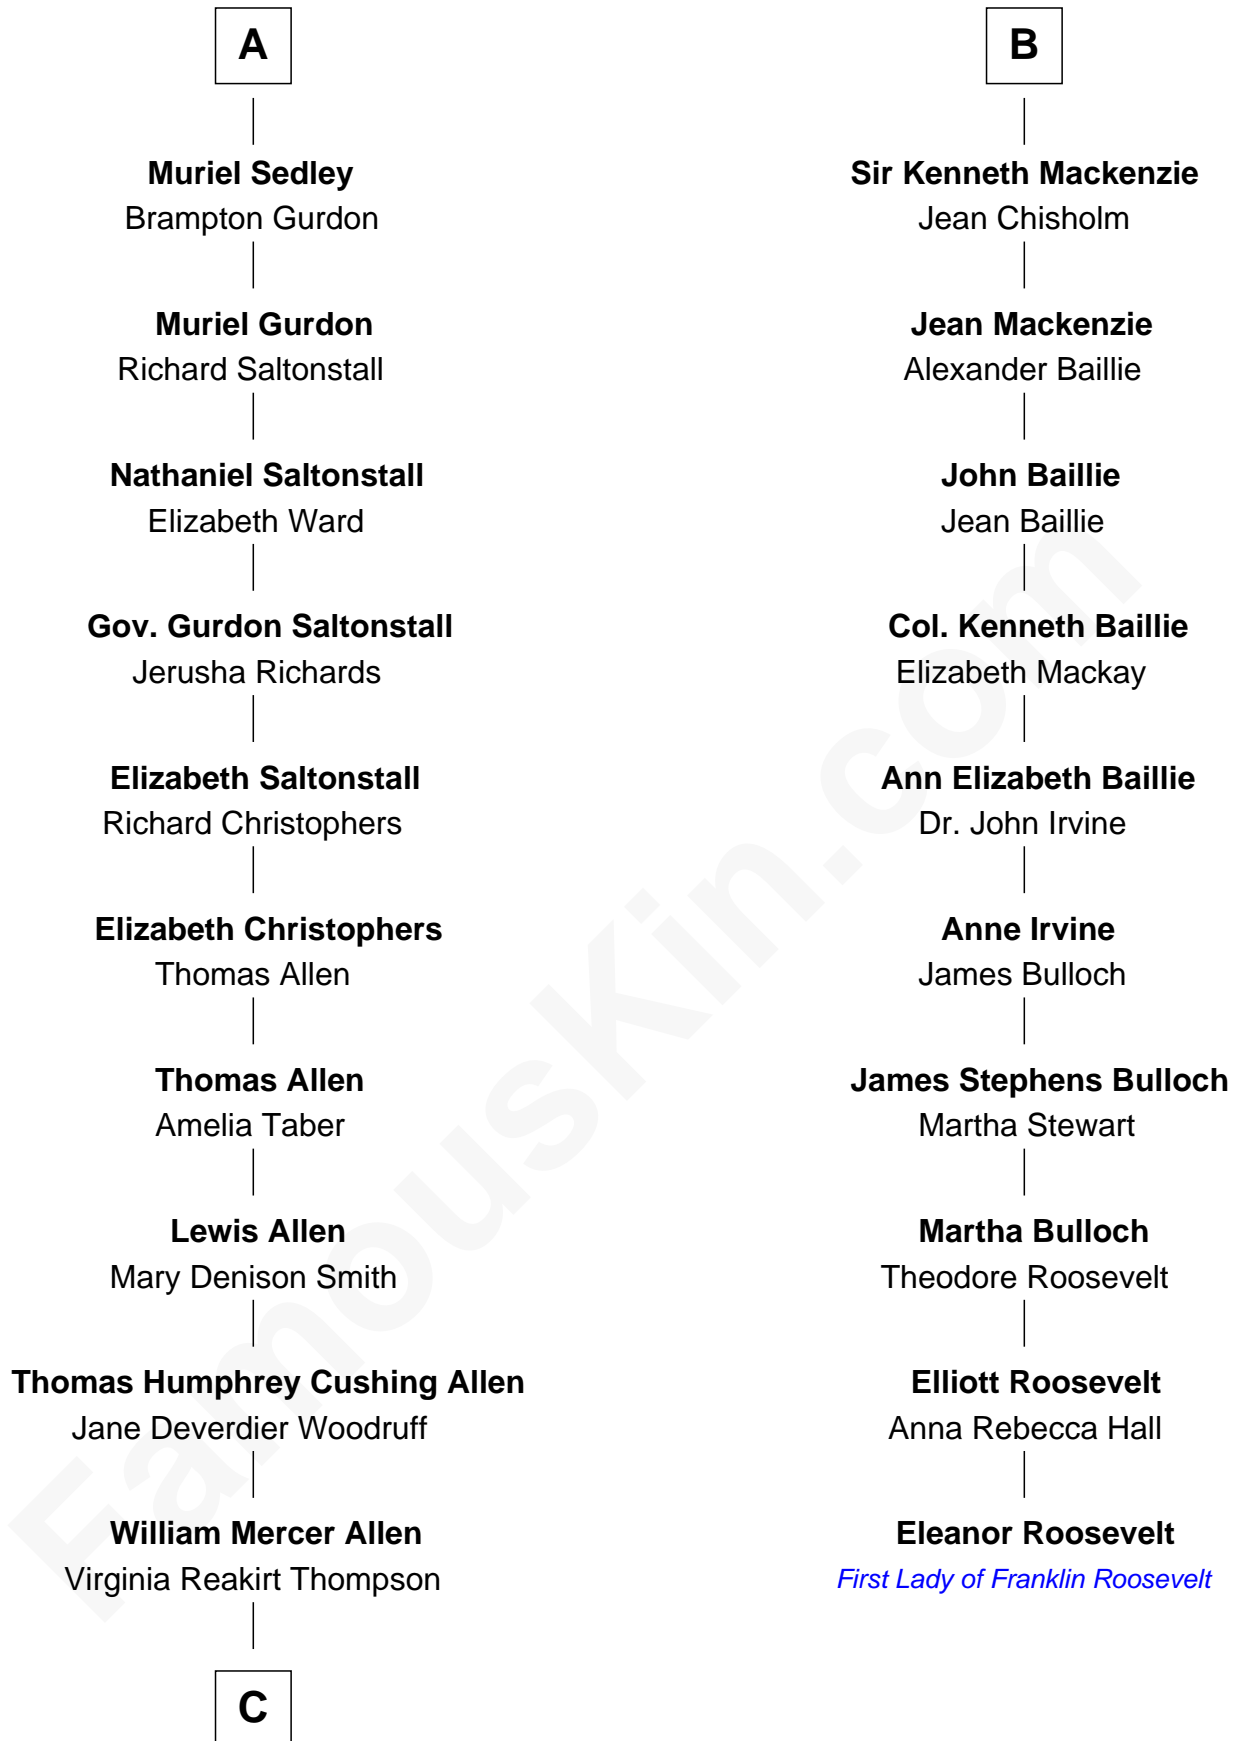 A
Muriel Sedley
Brampton Gurdon
Muriel Gurdon
Richard Saltonstall
Nathaniel Saltonstall
Elizabeth Ward
Gov. Gurdon Saltonstall
Jerusha Richards
Elizabeth Saltonstall
Richard Christophers
Elizabeth Christophers
Thomas Allen
Thomas Allen
Amelia Taber
Lewis Allen
Mary Denison Smith
Thomas Humphrey Cushing Allen
Jane Deverdier Woodruff
William Mercer Allen
Virginia Reakirt Thompson
C
B
Sir Kenneth Mackenzie
Jean Chisholm
Jean Mackenzie
Alexander Baillie
John Baillie
Jean Baillie
Col. Kenneth Baillie
Elizabeth Mackay
Ann Elizabeth Baillie
Dr. John Irvine
Anne Irvine
James Bulloch
James Stephens Bulloch
Martha Stewart
Martha Bulloch
Theodore Roosevelt
Elliott Roosevelt
Anna Rebecca Hall
Eleanor Roosevelt
First Lady of Franklin Roosevelt
FamousKin.com